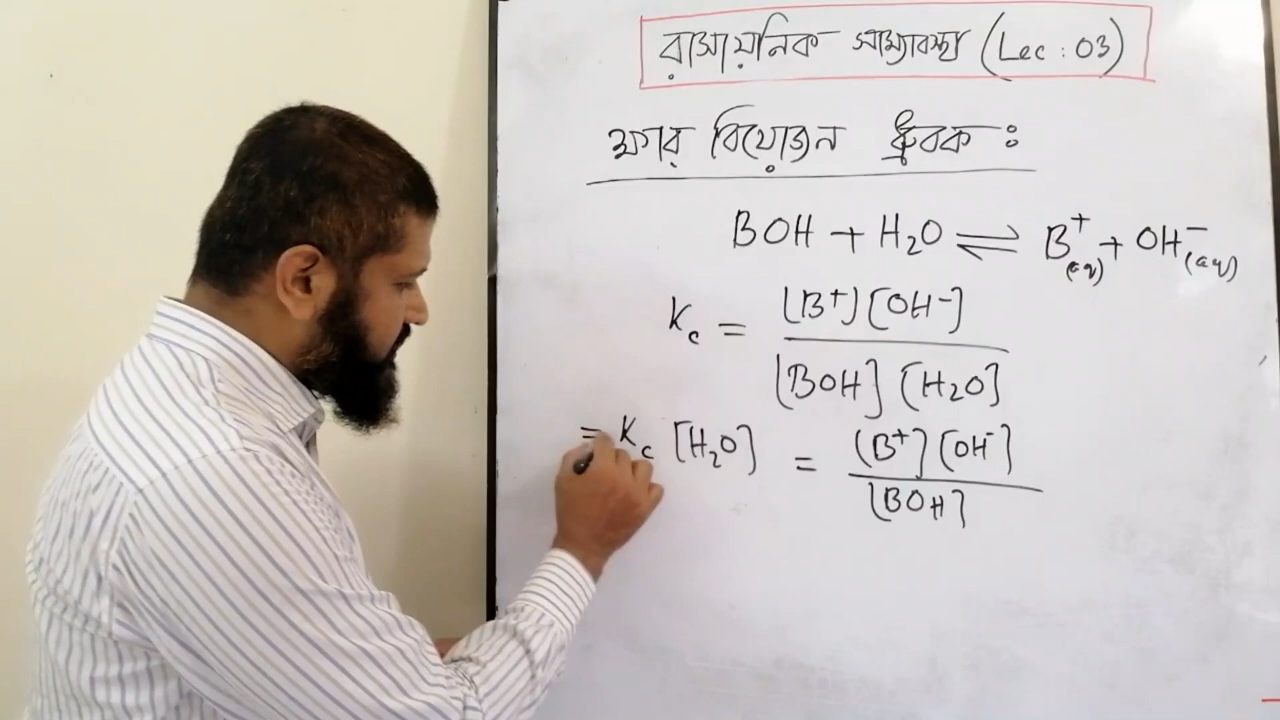 রাসায়নিক সাম্যাবস্থা (Lec : 03)
ক্ষার বিয়োজন ধ্রুবক :
BOH + H₂O ⇌ B⁺(aq) + OH⁻(aq)
Kc = [B⁺][OH⁻] / [BOH][H₂O]
= Kc [H₂O] = [B⁺][OH⁻] / [BOH]